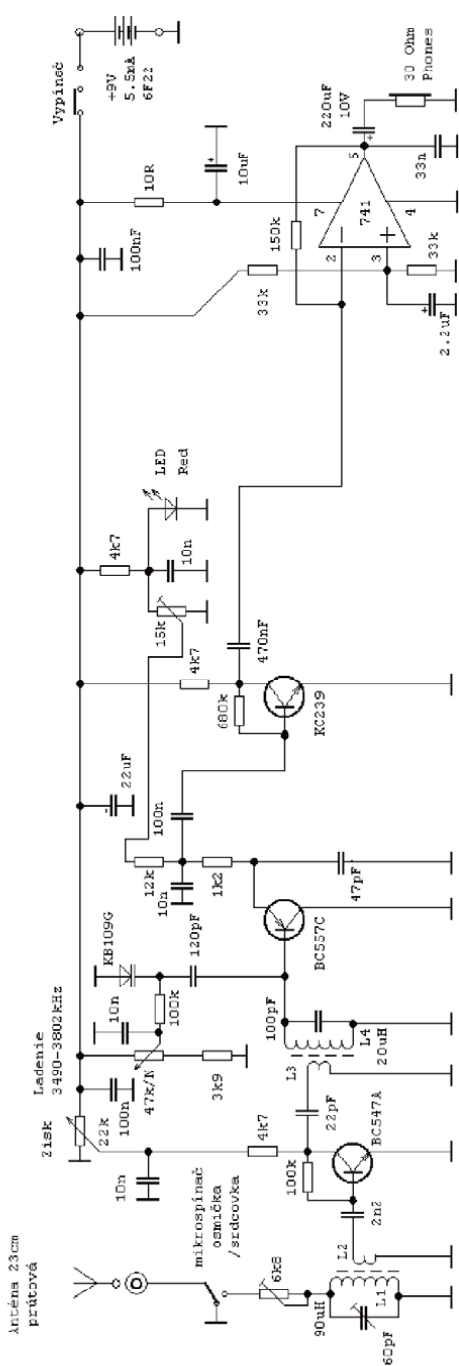 Anténa 23cm
prútová
mikrospínač
osmička
/srdcovka
6k8
90uH
60pF
L1
L2
2n2
BC547A
100k
4k7
10n
Zisk
22k
100n
Ladenie
3490-3802kHz
47k/N
3k9
10n
100k
KB109G
120pF
22pF
L3
L4
20uH
100pF
BC557C
47pF
1k2
10n
12k
100n
22uF
680k
4k7
KC239
470nF
15k
10n
4k7
LED
Red
100nF
33k
10R
10uF
150k
2
3
7
741
4
5
33k
2.2uF
33n
220uF
10V
30 Ohm
Phones
Vypínač
+9V
5.5mA
6F22